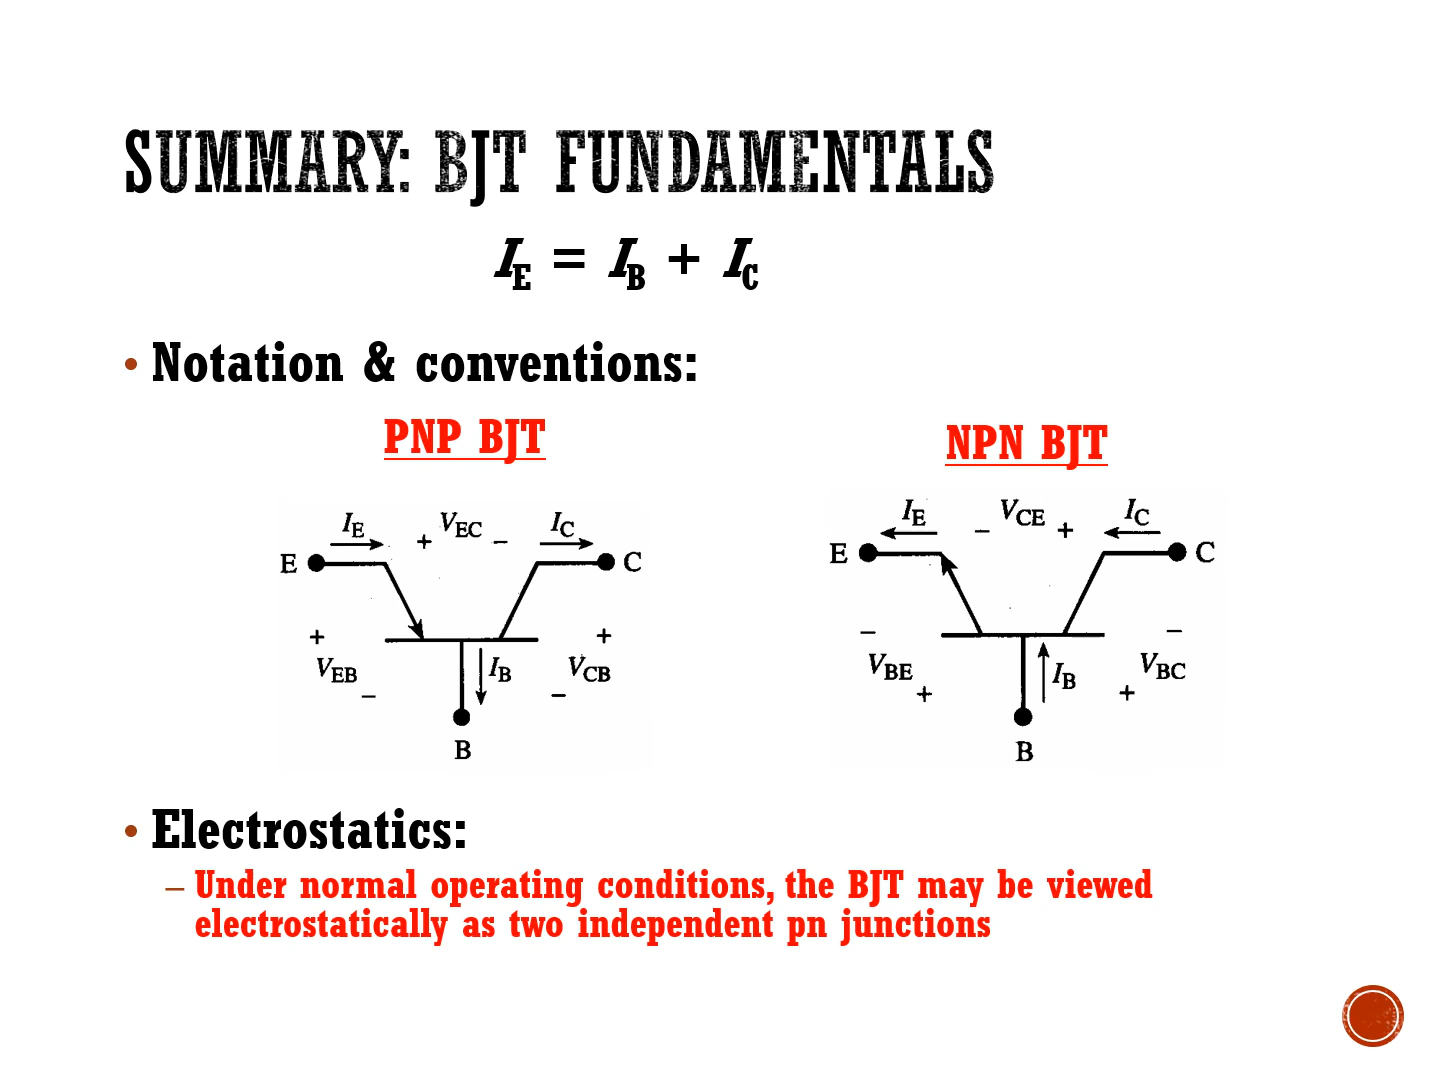 SUMMARY: BJT FUNDAMENTALS
I_E = I_B + I_C
• Notation & conventions:
PNP BJT
NPN BJT
I_E + V_EC – I_C
E C
+ V_EB –
I_B
+ V_CB –
B
I_E – V_CE + I_C
E C
– V_BE +
I_B
– V_BC +
B
• Electrostatics:
– Under normal operating conditions, the BJT may be viewed
electrostatically as two independent pn junctions